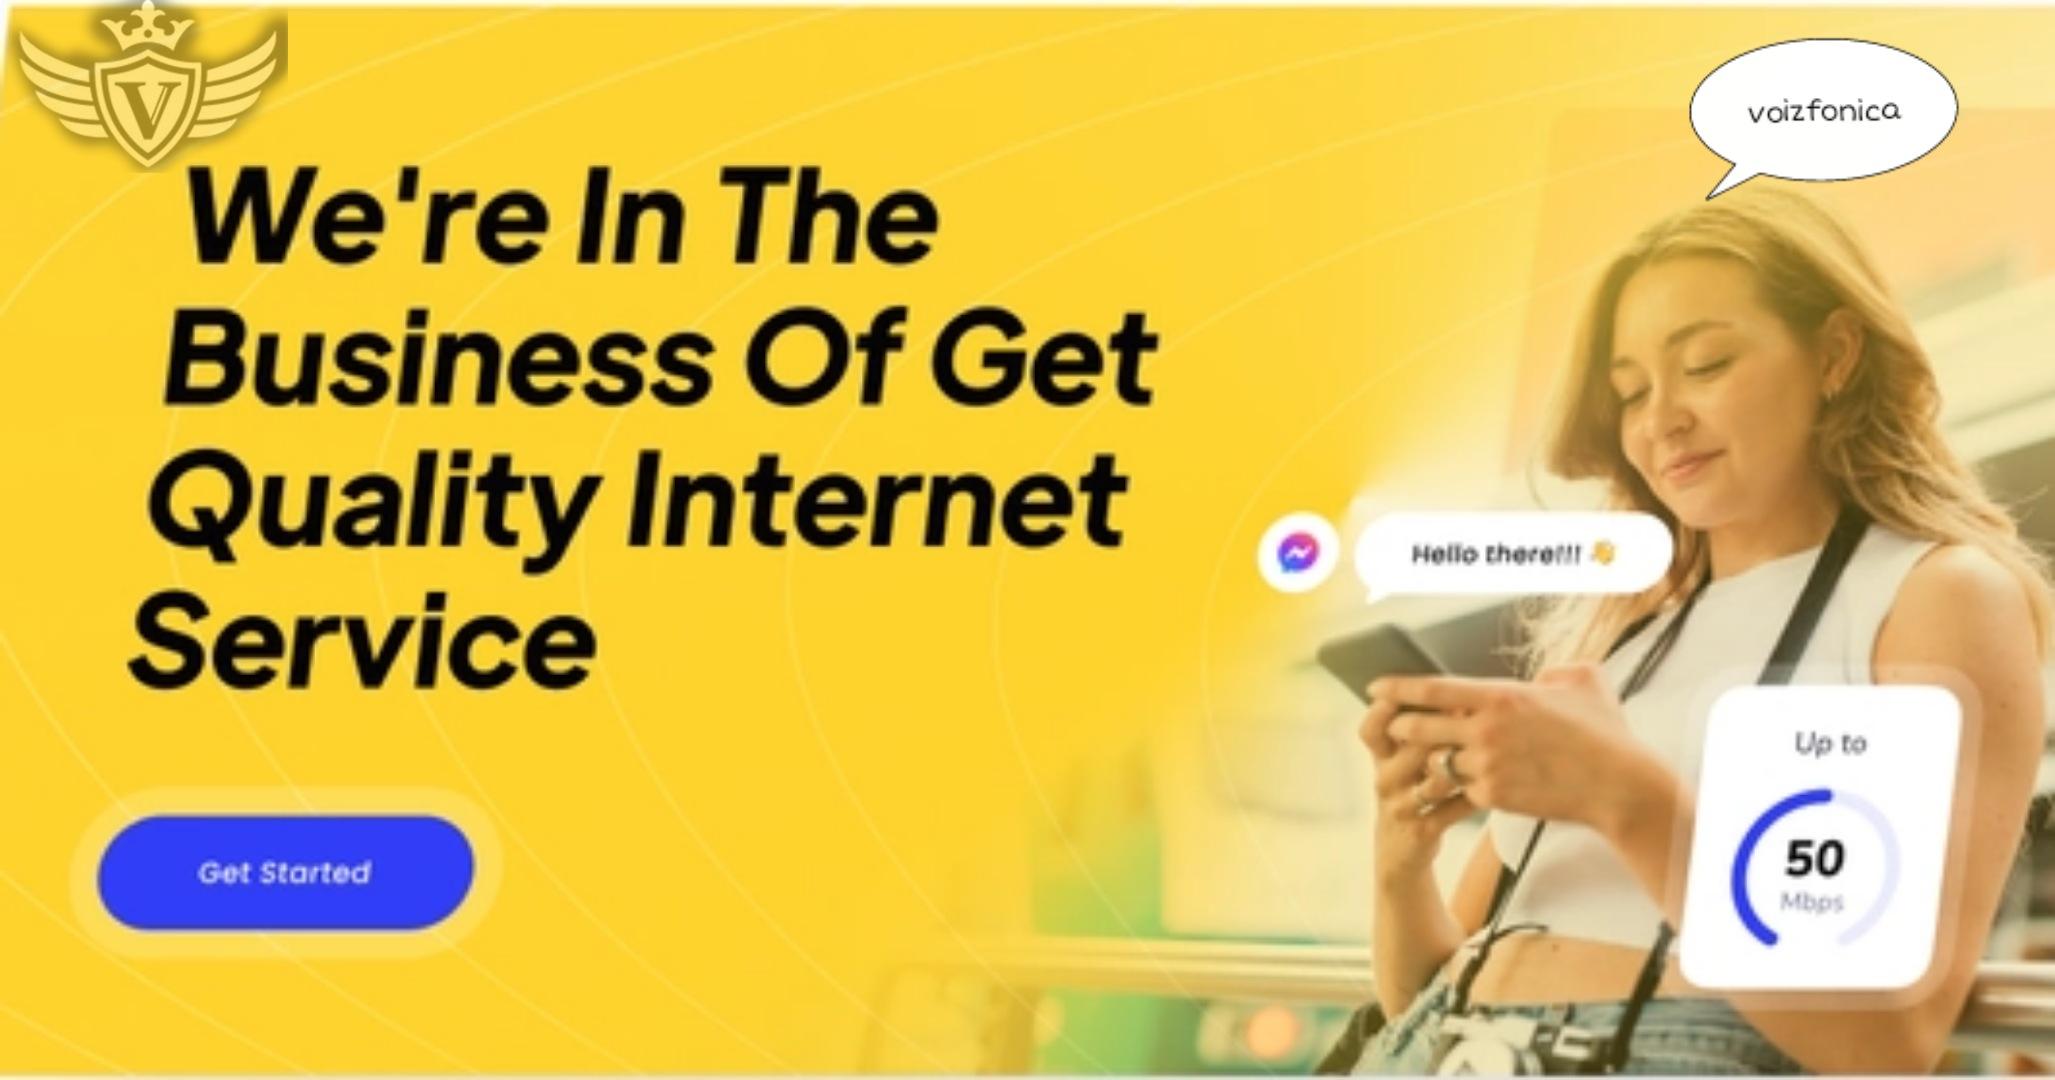 V
voizfonica
We're In The
Business Of Get
Quality Internet
Service
Hello there!!! 👋
Up to
50
Mbps
Get Started